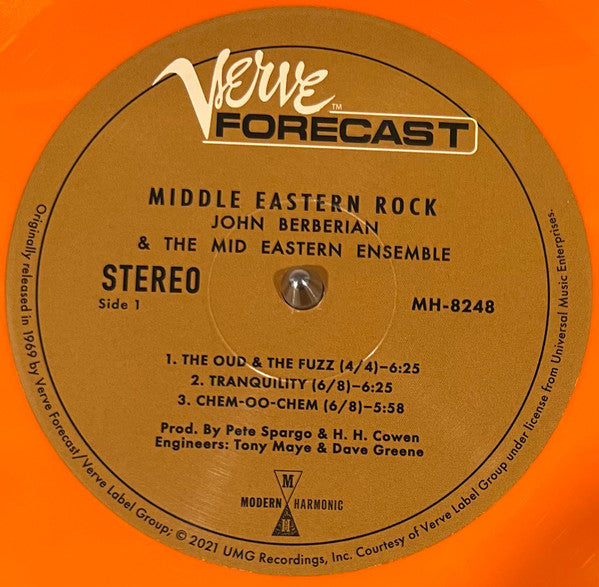 Verve
™
FORECAST
MIDDLE EASTERN ROCK
JOHN BERBERIAN
& THE MID EASTERN ENSEMBLE
STEREO
Side 1
MH-8248
1. THE OUD & THE FUZZ (4/4)–6:25
2. TRANQUILITY (6/8)–6:25
3. CHEM-OO-CHEM (6/8)–5:58
Prod. By Pete Spargo & H. H. Cowen
Engineers: Tony Maye & Dave Greene
M
MODERN HARMONIC
H
Originally released in 1969 by Verve Forecast/Verve Label Group; © 2021 UMG Recordings, Inc. Courtesy of Verve Label Group under license from Universal Music Enterprises.